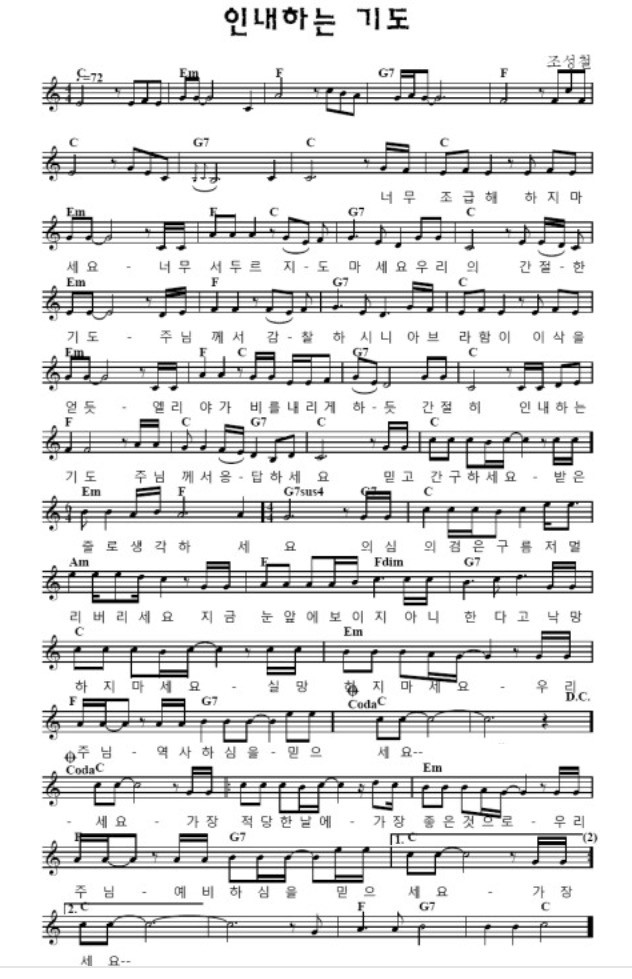 인내하는 기도
조성철
C ♩=72 Em F G7 F
C G7 C C
너 무 조 급 해 하 지 마
Em F C G7 C
세 요 - 너무 서두르 지 - 도 마 세요우리 의 간절 - 한
Em F G7 C
기 도 - 주님 께서 감 - 찰 하 시니 아브 라함이 이삭을
Em F C G7 C
얻 듯 - 엘리 야가 비를내리게 하 - 듯 간절 히 인내하는
F C G7 C C
기 도 주님 께서응 - 답하세 요 믿고 간구하세요 - 받은
Em F G7sus4 G7 C
줄 로 생 각 하 세 요 의심 의검은구름저멀
Am F Fdim G7
리 버리세요 지금 눈앞에보이지 아니 한 다고 낙망
C Em
하 지 마 세 요 - 실 망 하 지 마 세 요 - 우 리
F G7 Coda C D.C.
주 님 - 역 사 하 심 을 - 믿 으 세 요--
Coda C Em
- 세 요 - 가 장 적 당 한 날 에 - 가 장 좋 은 것 으 로 - 우 리
F G7 1. C (2)
주 님 - 예 비 하 심 을 믿 으 세 요 - 가 장
2. C F G7 C
세 요--